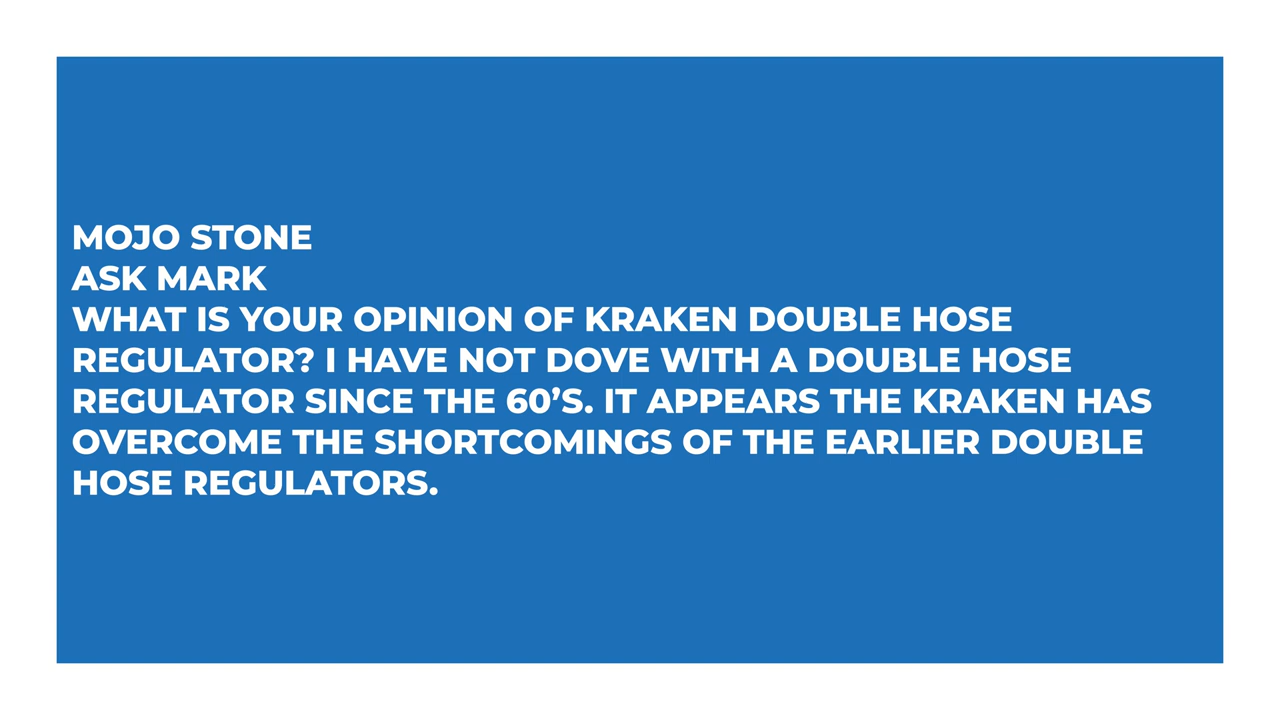 MOJO STONE
ASK MARK
WHAT IS YOUR OPINION OF KRAKEN DOUBLE HOSE
REGULATOR? I HAVE NOT DOVE WITH A DOUBLE HOSE
REGULATOR SINCE THE 60’S. IT APPEARS THE KRAKEN HAS
OVERCOME THE SHORTCOMINGS OF THE EARLIER DOUBLE
HOSE REGULATORS.